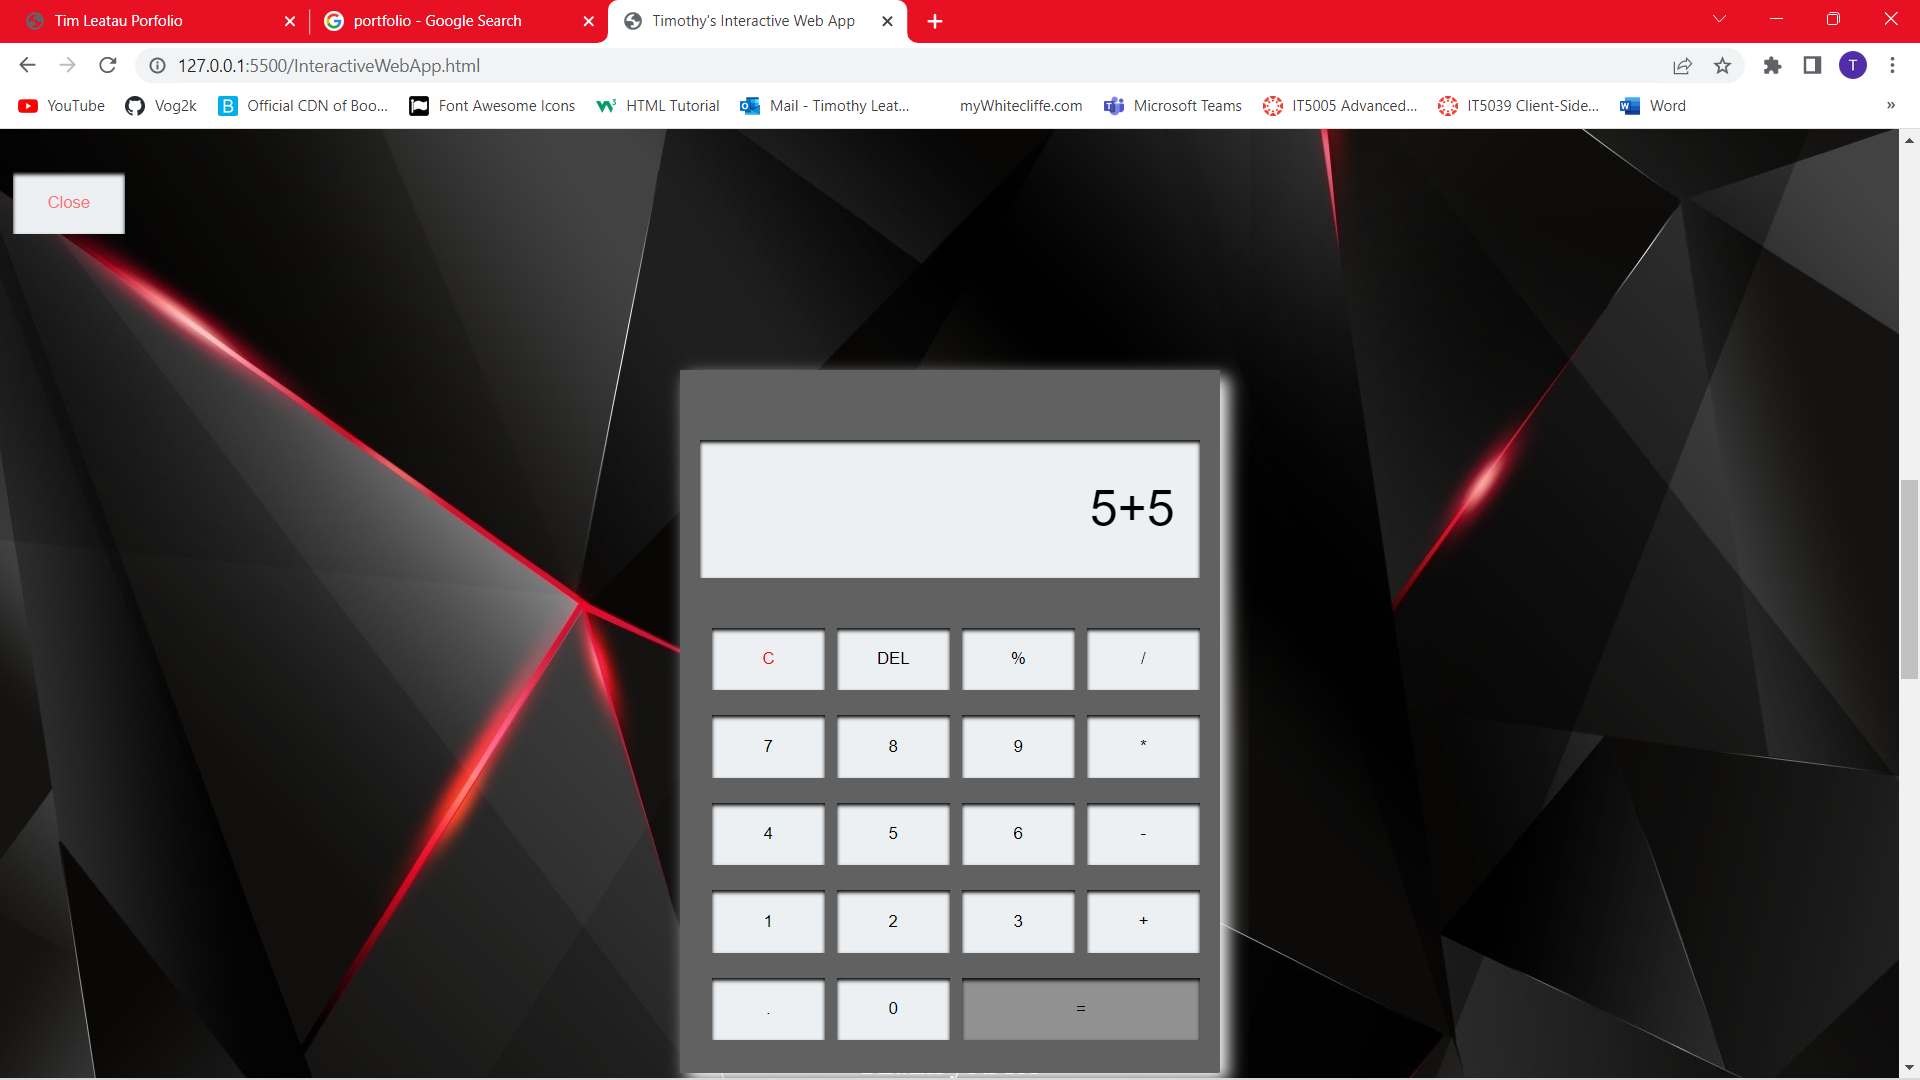 Tim Leatau Porfolio
portfolio - Google Search
Timothy's Interactive Web App
127.0.0.1:5500/InteractiveWebApp.html
T
YouTube
Vog2k
B Official CDN of Boo...
Font Awesome Icons
HTML Tutorial
Mail - Timothy Leat...
myWhitecliffe.com
Microsoft Teams
IT5005 Advanced...
IT5039 Client-Side...
Word
»
Close
5+5
C DEL % /
7 8 9 *
4 5 6 -
1 2 3 +
. 0 =